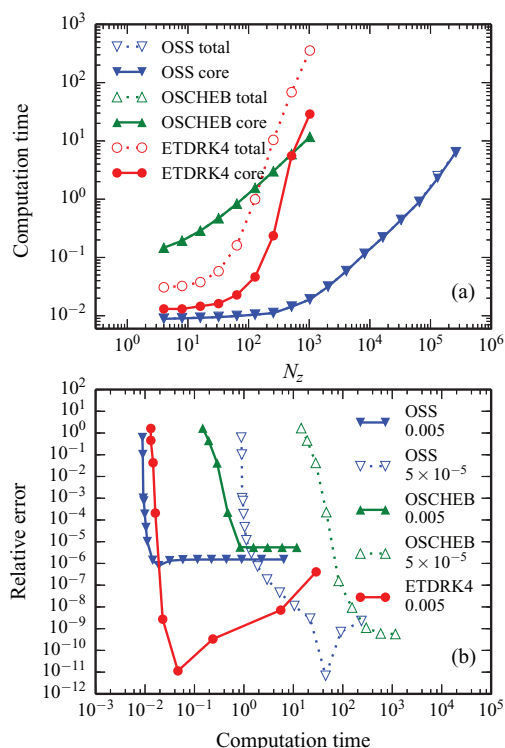 10^3
10^2
10^1
10^0
10^−1
10^−2
Computation time
OSS total
OSS core
OSCHEB total
OSCHEB core
ETDRK4 total
ETDRK4 core
(a)
10^0 10^1 10^2 10^3 10^4 10^5 10^6
N_z
10^2
10^1
10^0
10^−1
10^−2
10^−3
10^−4
10^−5
10^−6
10^−7
10^−8
10^−9
10^−10
10^−11
10^−12
Relative error
OSS
0.005
OSS
5 × 10^−5
OSCHEB
0.005
OSCHEB
5 × 10^−5
ETDRK4
0.005
(b)
10^−3 10^−2 10^−1 10^0 10^1 10^2 10^3 10^4 10^5
Computation time